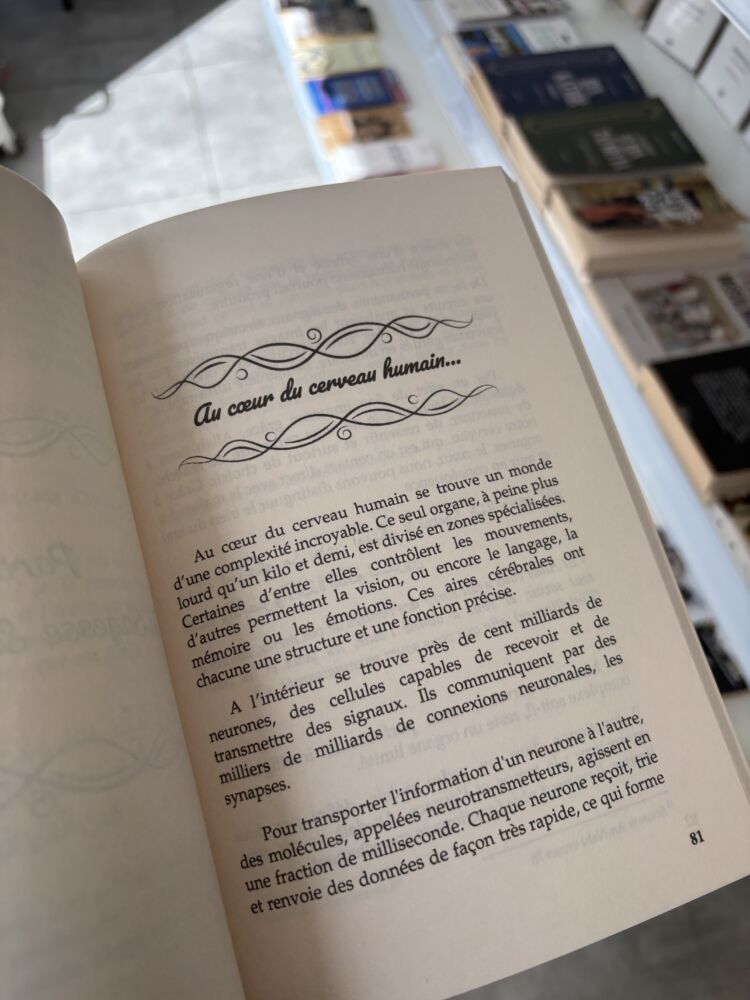 Au cœur du cerveau humain...
Au cœur du cerveau humain se trouve un monde
d'une complexité incroyable. Ce seul organe, à peine plus
lourd qu'un kilo et demi, est divisé en zones spécialisées.
Certaines d'entre elles contrôlent les mouvements,
d'autres permettent la vision, ou encore le langage, la
mémoire ou les émotions. Ces aires cérébrales ont
chacune une structure et une fonction précise.
A l'intérieur se trouve près de cent milliards de
neurones, des cellules capables de recevoir et de
transmettre des signaux. Ils communiquent par des
milliers de milliards de connexions neuronales, les
synapses.
Pour transporter l'information d'un neurone à l'autre,
des molécules, appelées neurotransmetteurs, agissent en
une fraction de milliseconde. Chaque neurone reçoit, trie
et renvoie des données de façon très rapide, ce qui forme
81